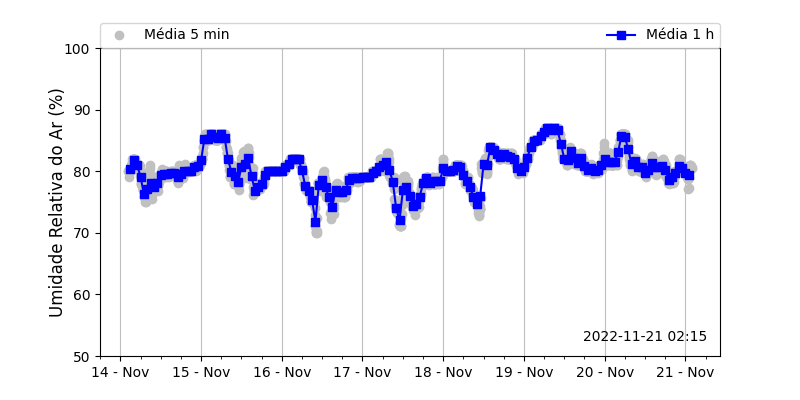 Média 5 min
Média 1 h
Umidade Relativa do Ar (%)
100
90
80
70
60
50
2022-11-21 02:15
14 - Nov
15 - Nov
16 - Nov
17 - Nov
18 - Nov
19 - Nov
20 - Nov
21 - Nov